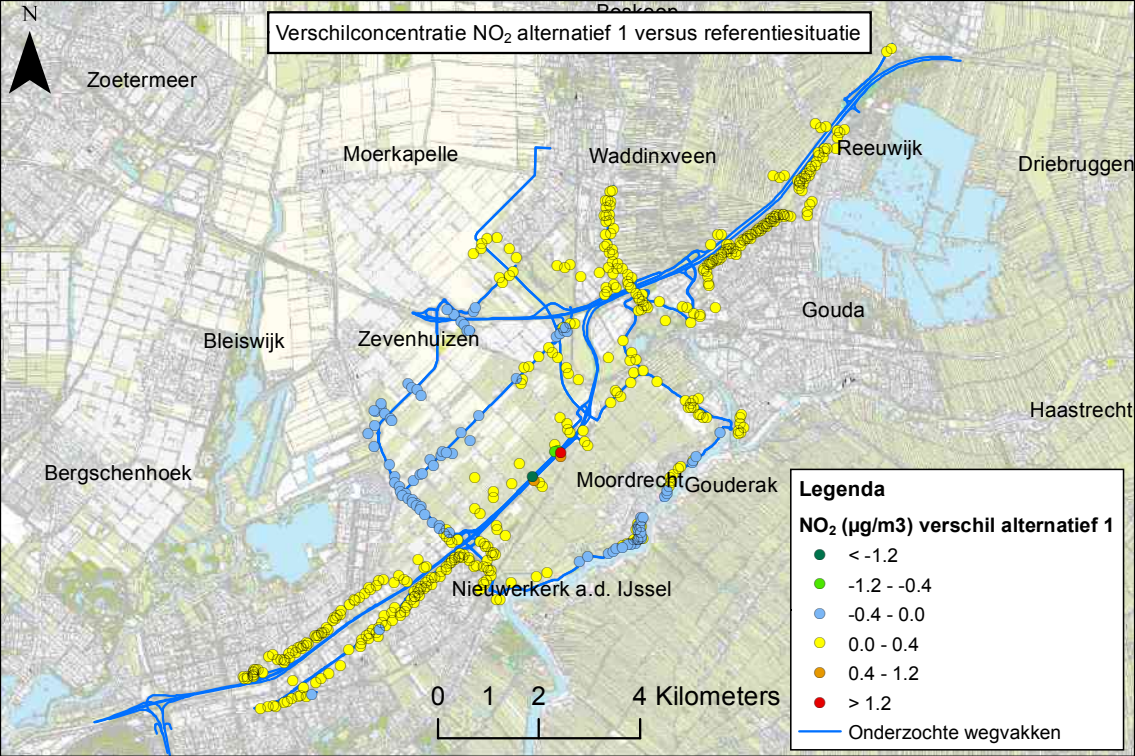 N
Boskoop
Verschilconcentratie NO₂ alternatief 1 versus referentiesituatie
Zoetermeer
Moerkapelle
Waddinxveen
Reeuwijk
Driebruggen
Gouda
Bleiswijk
Zevenhuizen
Haastrecht
Bergschenhoek
Moordrecht
Gouderak
Nieuwerkerk a.d. IJssel
Legenda
NO₂ (µg/m3) verschil alternatief 1
< -1.2
-1.2 - -0.4
-0.4 - 0.0
0.0 - 0.4
0.4 - 1.2
> 1.2
Onderzochte wegvakken
0 1 2 4 Kilometers